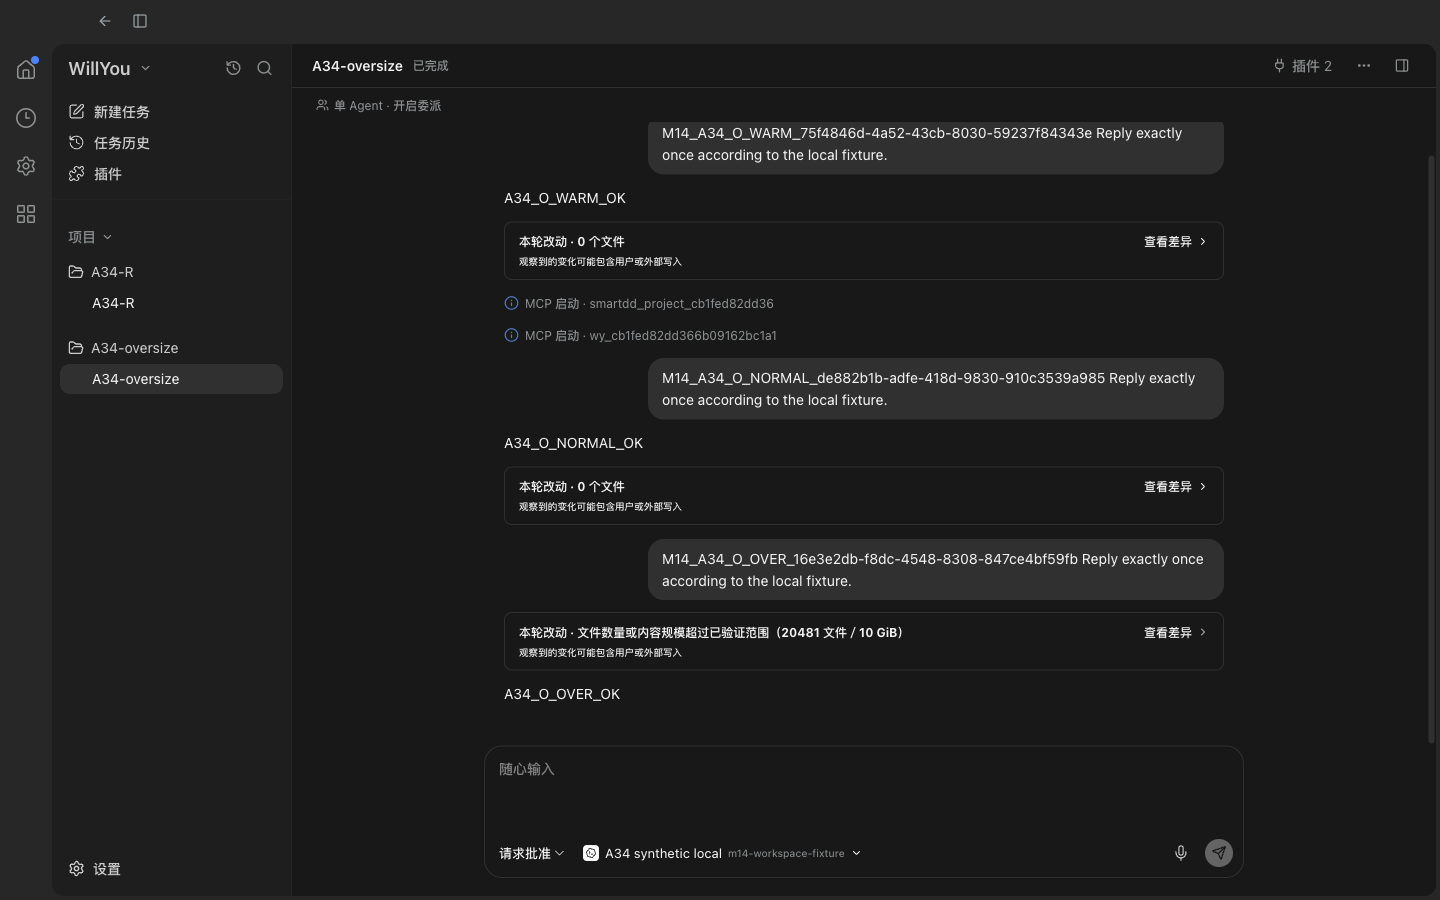 WillYou
新建任务
任务历史
插件
项目
A34-R
A34-R
A34-oversize
A34-oversize
设置
A34-oversize 已完成
插件 2
单 Agent · 开启委派
M14_A34_O_WARM_75f4846d-4a52-43cb-8030-59237f84343e Reply exactly
once according to the local fixture.
A34_O_WARM_OK
本轮改动 · 0 个文件 查看差异
观察到的变化可能包含用户或外部写入
MCP 启动 · smartdd_project_cb1fed82dd36
MCP 启动 · wy_cb1fed82dd366b09162bc1a1
M14_A34_O_NORMAL_de882b1b-adfe-418d-9830-910c3539a985 Reply exactly
once according to the local fixture.
A34_O_NORMAL_OK
本轮改动 · 0 个文件 查看差异
观察到的变化可能包含用户或外部写入
M14_A34_O_OVER_16e3e2db-f8dc-4548-8308-847ce4bf59fb Reply exactly once
according to the local fixture.
本轮改动 · 文件数量或内容规模超过已验证范围（20481 文件 / 10 GiB） 查看差异
观察到的变化可能包含用户或外部写入
A34_O_OVER_OK
随心输入
请求批准 A34 synthetic local m14-workspace-fixture